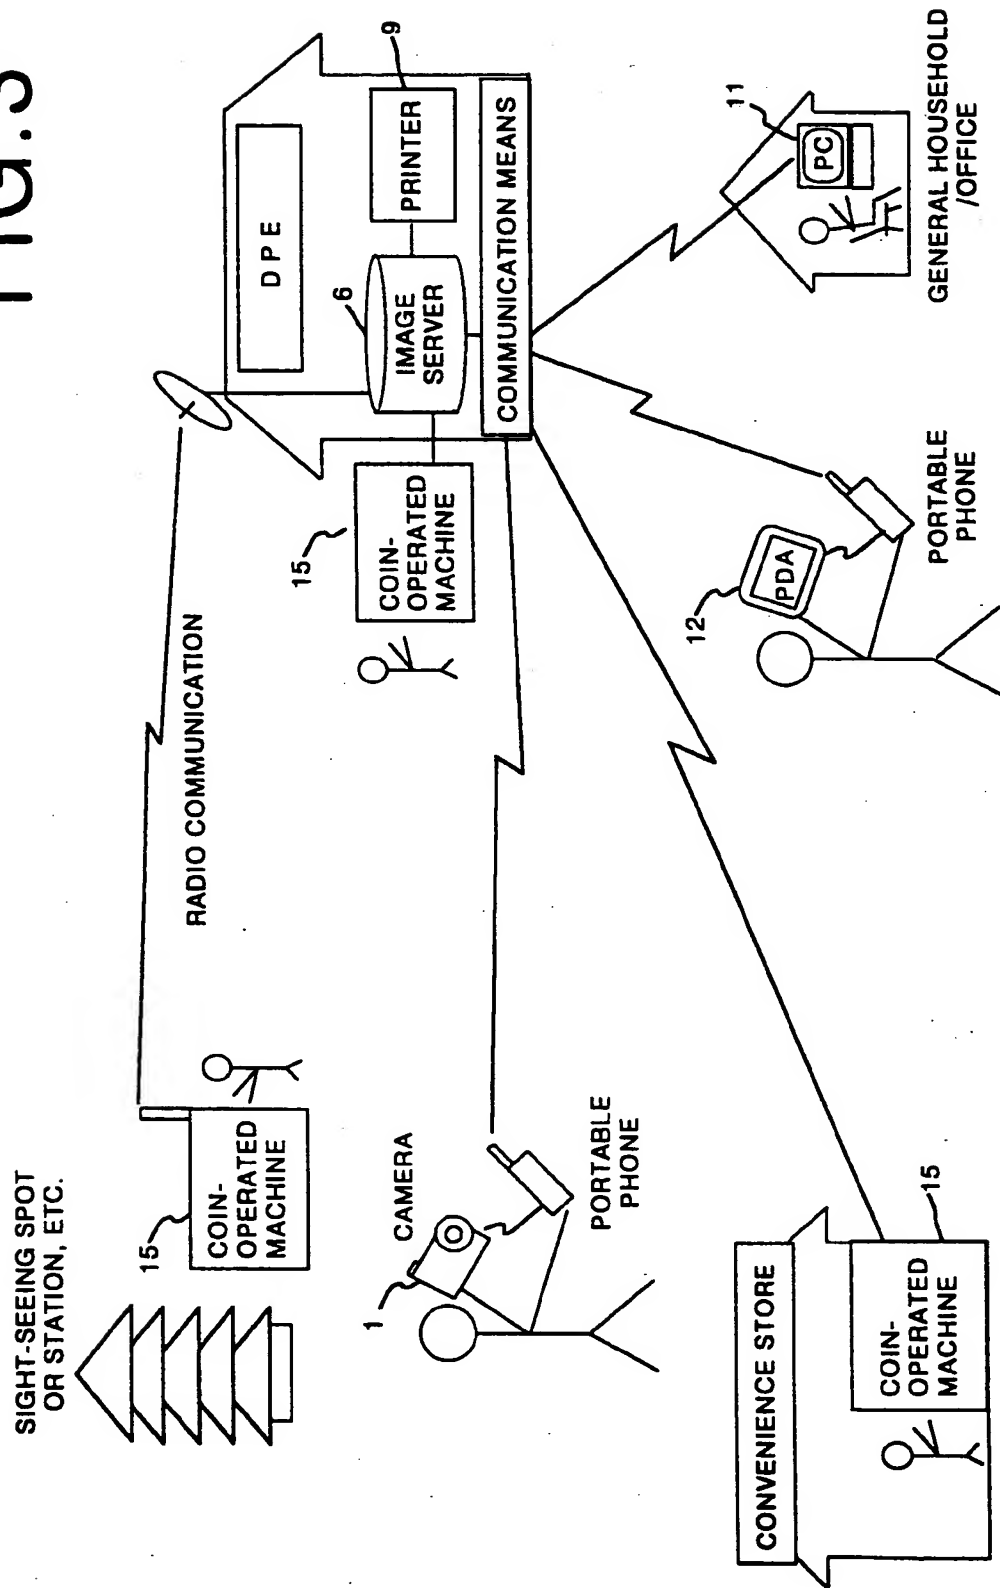 FIG.
SIGHT-SEEING SPOT
OR STATION, ETC.
15
COIN-
OPERATED
MACHINE
RADIO COMMUNICATION
DPE
15
COIN-
OPERATED
MACHINE
6
IMAGE
SERVER
9
PRINTER
COMMUNICATION MEANS
1
CAMERA
PORTABLE
PHONE
CONVENIENCE STORE
15
COIN-
OPERATED
MACHINE
12
PDA
PORTABLE
PHONE
11
PC
GENERAL HOUSEHOLD
/OFFICE